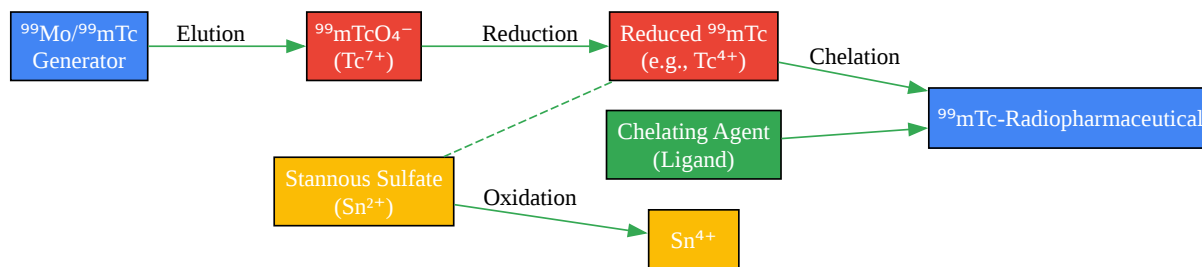 ⁹⁹Mo/⁹⁹mTc
Generator
Elution
⁹⁹mTcO₄⁻
(Tc⁷⁺)
Reduction
Reduced ⁹⁹mTc
(e.g., Tc⁴⁺)
Chelation
Chelating Agent
(Ligand)
⁹⁹mTc-Radiopharmaceutical
Stannous Sulfate
(Sn²⁺)
Oxidation
Sn⁴⁺